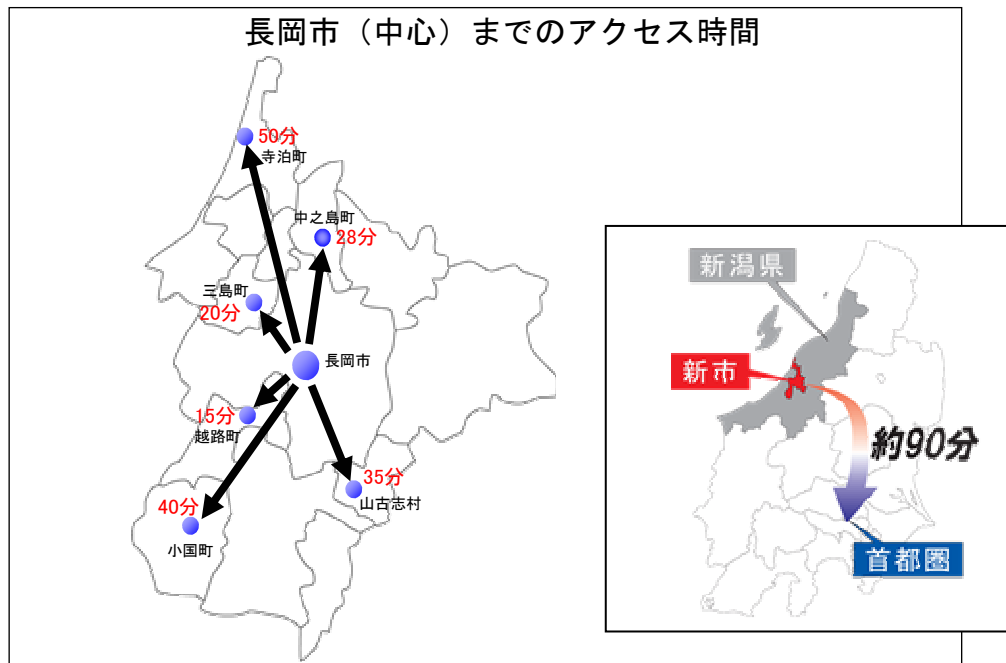 長岡市（中心）までのアクセス時間
50分
寺泊町
中之島町
28分
三島町
20分
長岡市
15分
越路町
35分
山古志村
40分
小国町
新潟県
新市
約90分
首都圏